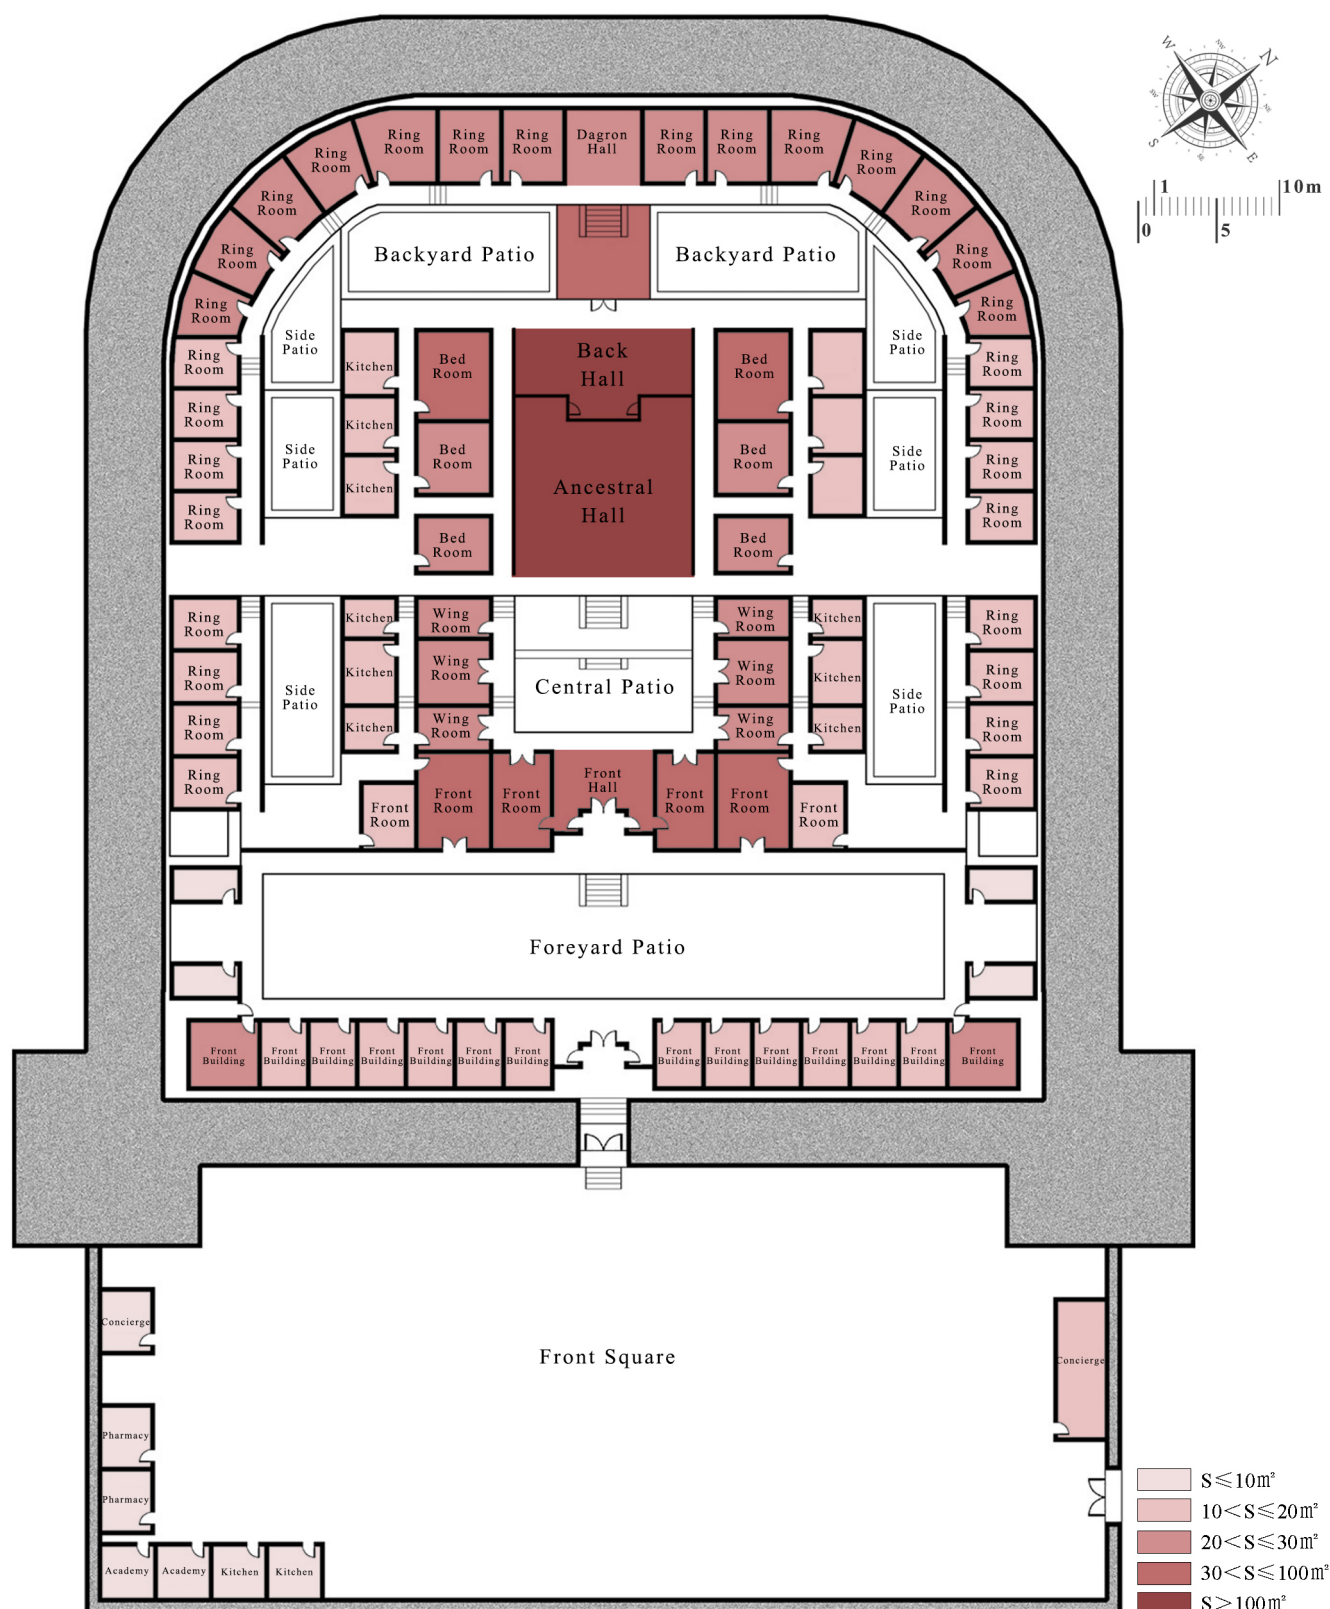 W
NW
N
SW
NE
S
SE
E
1
10m
0
5
Ring
Room
Ring
Room
Ring
Room
Dagron
Hall
Ring
Room
Ring
Room
Ring
Room
Ring
Room
Ring
Room
Ring
Room
Ring
Room
Ring
Room
Ring
Room
Ring
Room
Ring
Room
Backyard Patio
Backyard Patio
Side
Patio
Side
Patio
Ring
Room
Kitchen
Bed
Room
Back
Hall
Bed
Room
Ring
Room
Ring
Room
Kitchen
Ring
Room
Side
Patio
Bed
Room
Bed
Room
Side
Patio
Ring
Room
Kitchen
Ancestral
Hall
Ring
Room
Ring
Room
Ring
Room
Bed
Room
Bed
Room
Ring
Room
Kitchen
Wing
Room
Wing
Room
Kitchen
Ring
Room
Ring
Room
Kitchen
Wing
Room
Wing
Room
Kitchen
Ring
Room
Side
Patio
Central Patio
Side
Patio
Ring
Room
Kitchen
Wing
Room
Wing
Room
Kitchen
Ring
Room
Ring
Room
Front
Room
Front
Room
Front
Room
Front
Hall
Front
Room
Front
Room
Front
Room
Ring
Room
Foreyard Patio
Front
Building
Front
Building
Front
Building
Front
Building
Front
Building
Front
Building
Front
Building
Front
Building
Front
Building
Front
Building
Front
Building
Front
Building
Front
Building
Front
Building
Concierge
Front Square
Concierge
Pharmacy
Pharmacy
Academy
Academy
Kitchen
Kitchen
S≤10m²
10<S≤20m²
20<S≤30m²
30<S≤100m²
S>100m²